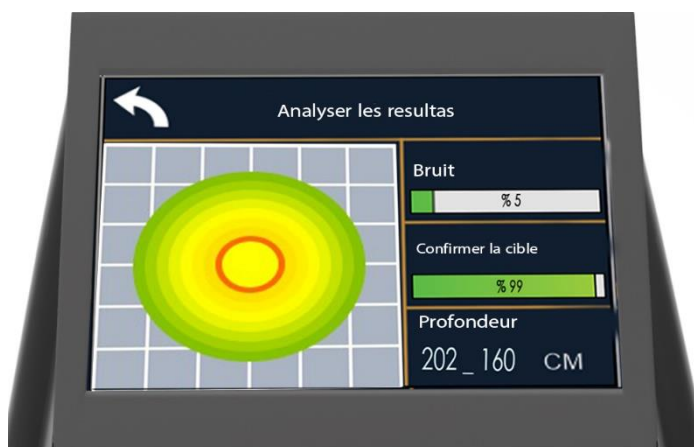 Analyser les resultas
Bruit
% 5
Confirmer la cible
% 99
Profondeur
202 _ 160 CM